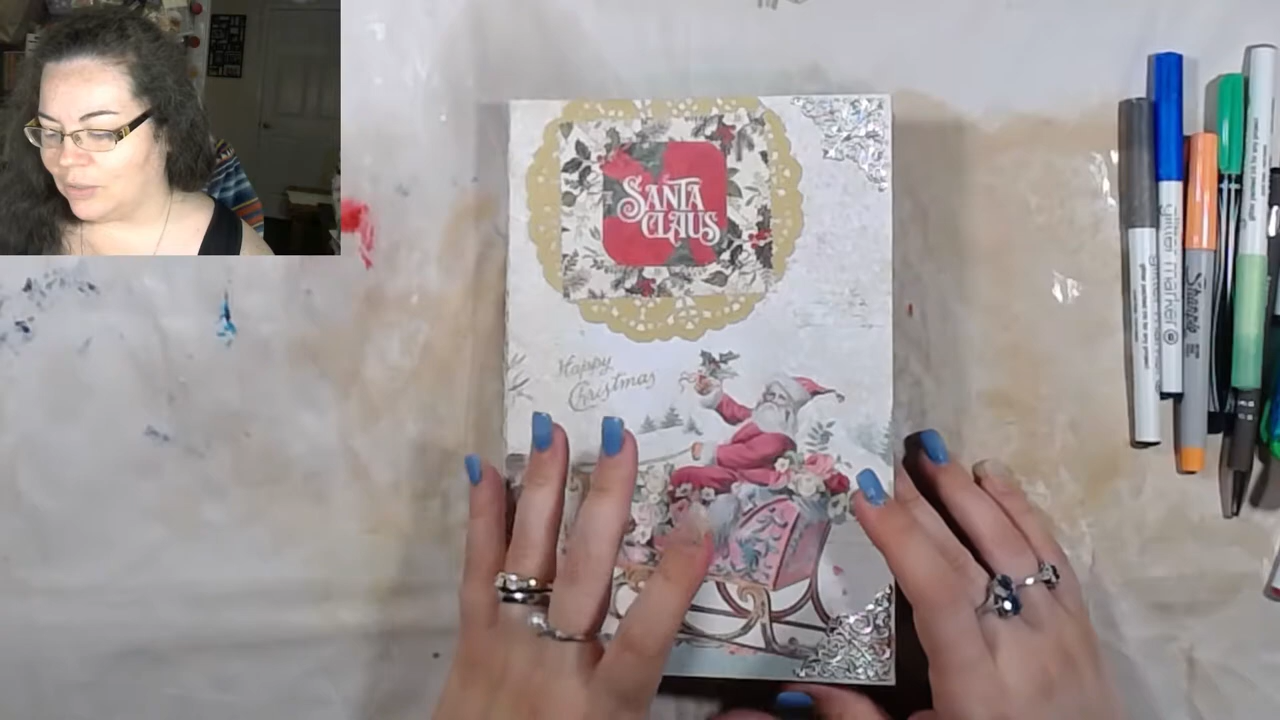 SANTA
CLAUS
Happy
Christmas
glitter marker
Sharpie